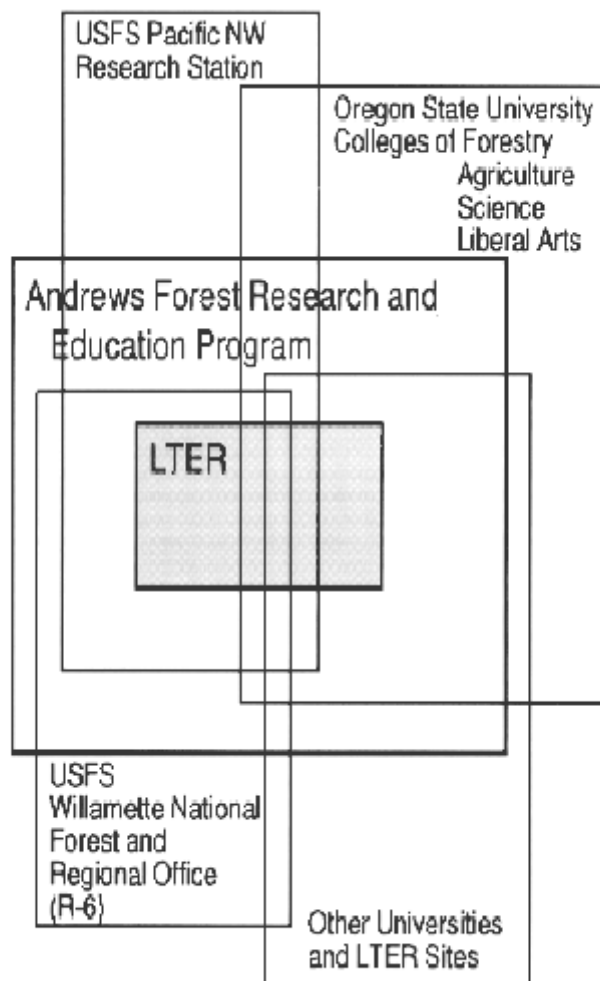 USFS Pacific NW
Research Station
Oregon State University
Colleges of Forestry
Agriculture
Science
Liberal Arts
Andrews Forest Research and
Education Program
LTER
USFS
Willamette National
Forest and
Regional Office
(R-6)
Other Universities
and LTER Sites